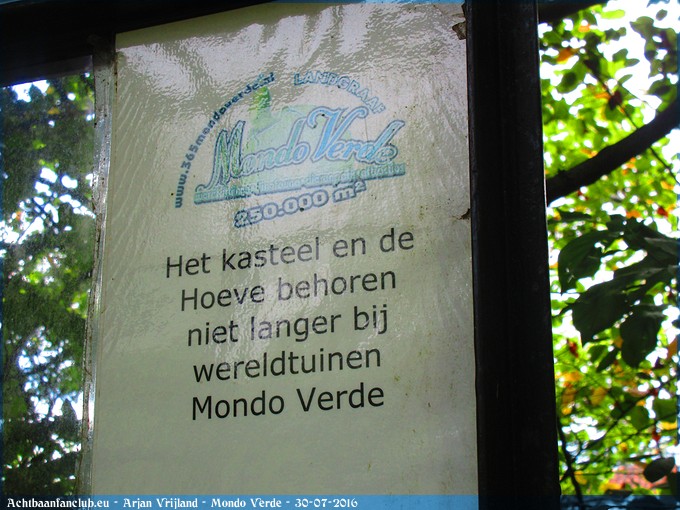 www.365mondoverde.nl
LANDGRAAF
Mondo Verde
250.000 m²
Het kasteel en de
Hoeve behoren
niet langer bij
wereldtuinen
Mondo Verde
Achtbaanfanclub.eu - Arjan Vrijland - Mondo Verde - 30-07-2016